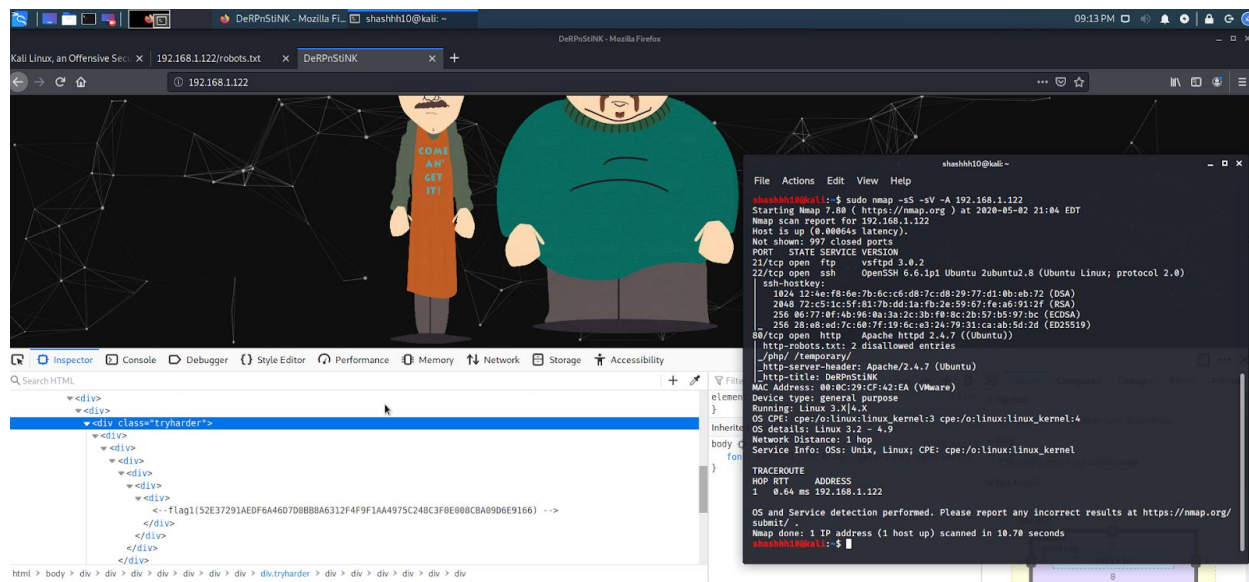 DeRPnStiNK - Mozilla Fi...
shashhh10@kali: ~
09:13 PM
DeRPnStiNK - Mozilla Firefox
Kali Linux, an Offensive Secu
192.168.1.122/robots.txt
DeRPnStiNK
192.168.1.122
COME
AN'
GET
IT!
shashhh10@kali: ~
File Actions Edit View Help
shashhh10@kali:~$ sudo nmap -sS -sV -A 192.168.1.122
Starting Nmap 7.80 ( https://nmap.org ) at 2020-05-02 21:04 EDT
Nmap scan report for 192.168.1.122
Host is up (0.00064s latency).
Not shown: 997 closed ports
PORT STATE SERVICE VERSION
21/tcp open ftp vsftpd 3.0.2
22/tcp open ssh OpenSSH 6.6.1p1 Ubuntu 2ubuntu2.8 (Ubuntu Linux; protocol 2.0)
| ssh-hostkey:
| 1024 12:4e:f8:6e:7b:6c:c6:d8:7c:d8:29:77:d1:0b:eb:72 (DSA)
| 2048 72:c5:1c:5f:81:7b:dd:1a:fb:2e:59:67:fe:a6:91:2f (RSA)
| 256 06:77:0f:4b:96:0a:3a:2c:3b:f0:8c:2b:57:b5:97:bc (ECDSA)
|_ 256 28:e8:ed:7c:60:7f:19:6c:e3:24:79:31:ca:ab:5d:2d (ED25519)
80/tcp open http Apache httpd 2.4.7 ((Ubuntu))
| http-robots.txt: 2 disallowed entries
|_/php/ /temporary/
|_http-server-header: Apache/2.4.7 (Ubuntu)
|_http-title: DeRPnStiNK
MAC Address: 00:0C:29:CF:42:EA (VMware)
Device type: general purpose
Running: Linux 3.X|4.X
OS CPE: cpe:/o:linux:linux_kernel:3 cpe:/o:linux:linux_kernel:4
OS details: Linux 3.2 - 4.9
Network Distance: 1 hop
Service Info: OSs: Unix, Linux; CPE: cpe:/o:linux:linux_kernel
TRACEROUTE
HOP RTT ADDRESS
1 0.64 ms 192.168.1.122
OS and Service detection performed. Please report any incorrect results at https://nmap.org/
submit/ .
Nmap done: 1 IP address (1 host up) scanned in 10.70 seconds
shashhh10@kali:~$
Inspector Console Debugger Style Editor Performance Memory Network Storage Accessibility
Search HTML
Filte
elemen
}
Inherite
body
fon
}
<div>
<div>
<div class="tryharder">
<div>
<div>
<div>
<div>
<div>
<div>
<--flag1(52E37291AEDF6A46D7D0BB8A6312F4F9F1AA4975C248C3F0E008CBA09D6E9166) -->
</div>
</div>
</div>
</div>
html > body > div > div > div > div > div > div > div > div > div.tryharder > div > div > div > div > div > div
0